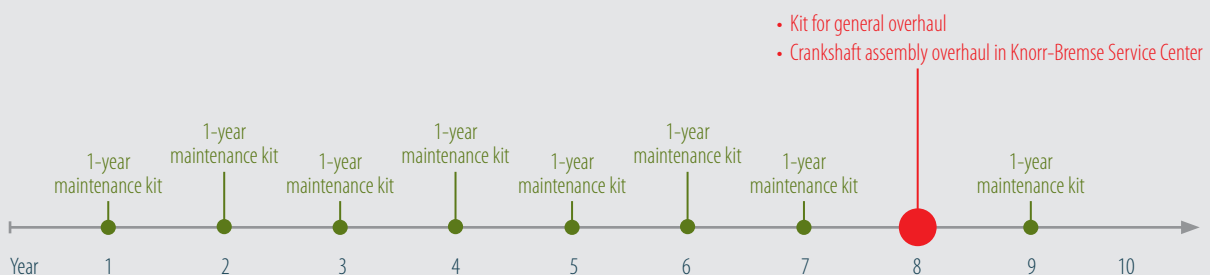 • Kit for general overhaul
• Crankshaft assembly overhaul in Knorr-Bremse Service Center
1-year
maintenance kit
1-year
maintenance kit
1-year
maintenance kit
1-year
maintenance kit
1-year
maintenance kit
1-year
maintenance kit
1-year
maintenance kit
1-year
maintenance kit
Year 1 2 3 4 5 6 7 8 9 10